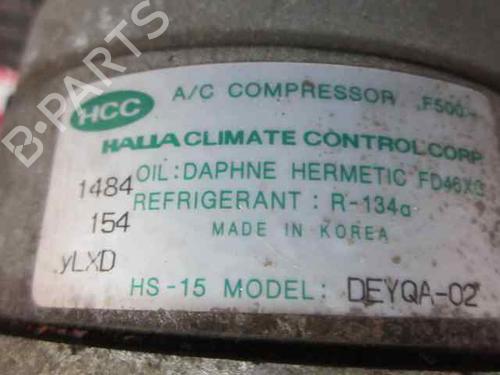 HCC
A/C COMPRESSOR F500
HALLA CLIMATE CONTROL CORP
OIL: DAPHNE HERMETIC FD46XG
1484
REFRIGERANT : R-134a
154
MADE IN KOREA
yLXD
HS-15 MODEL: DEYQA-02
B-PARTS